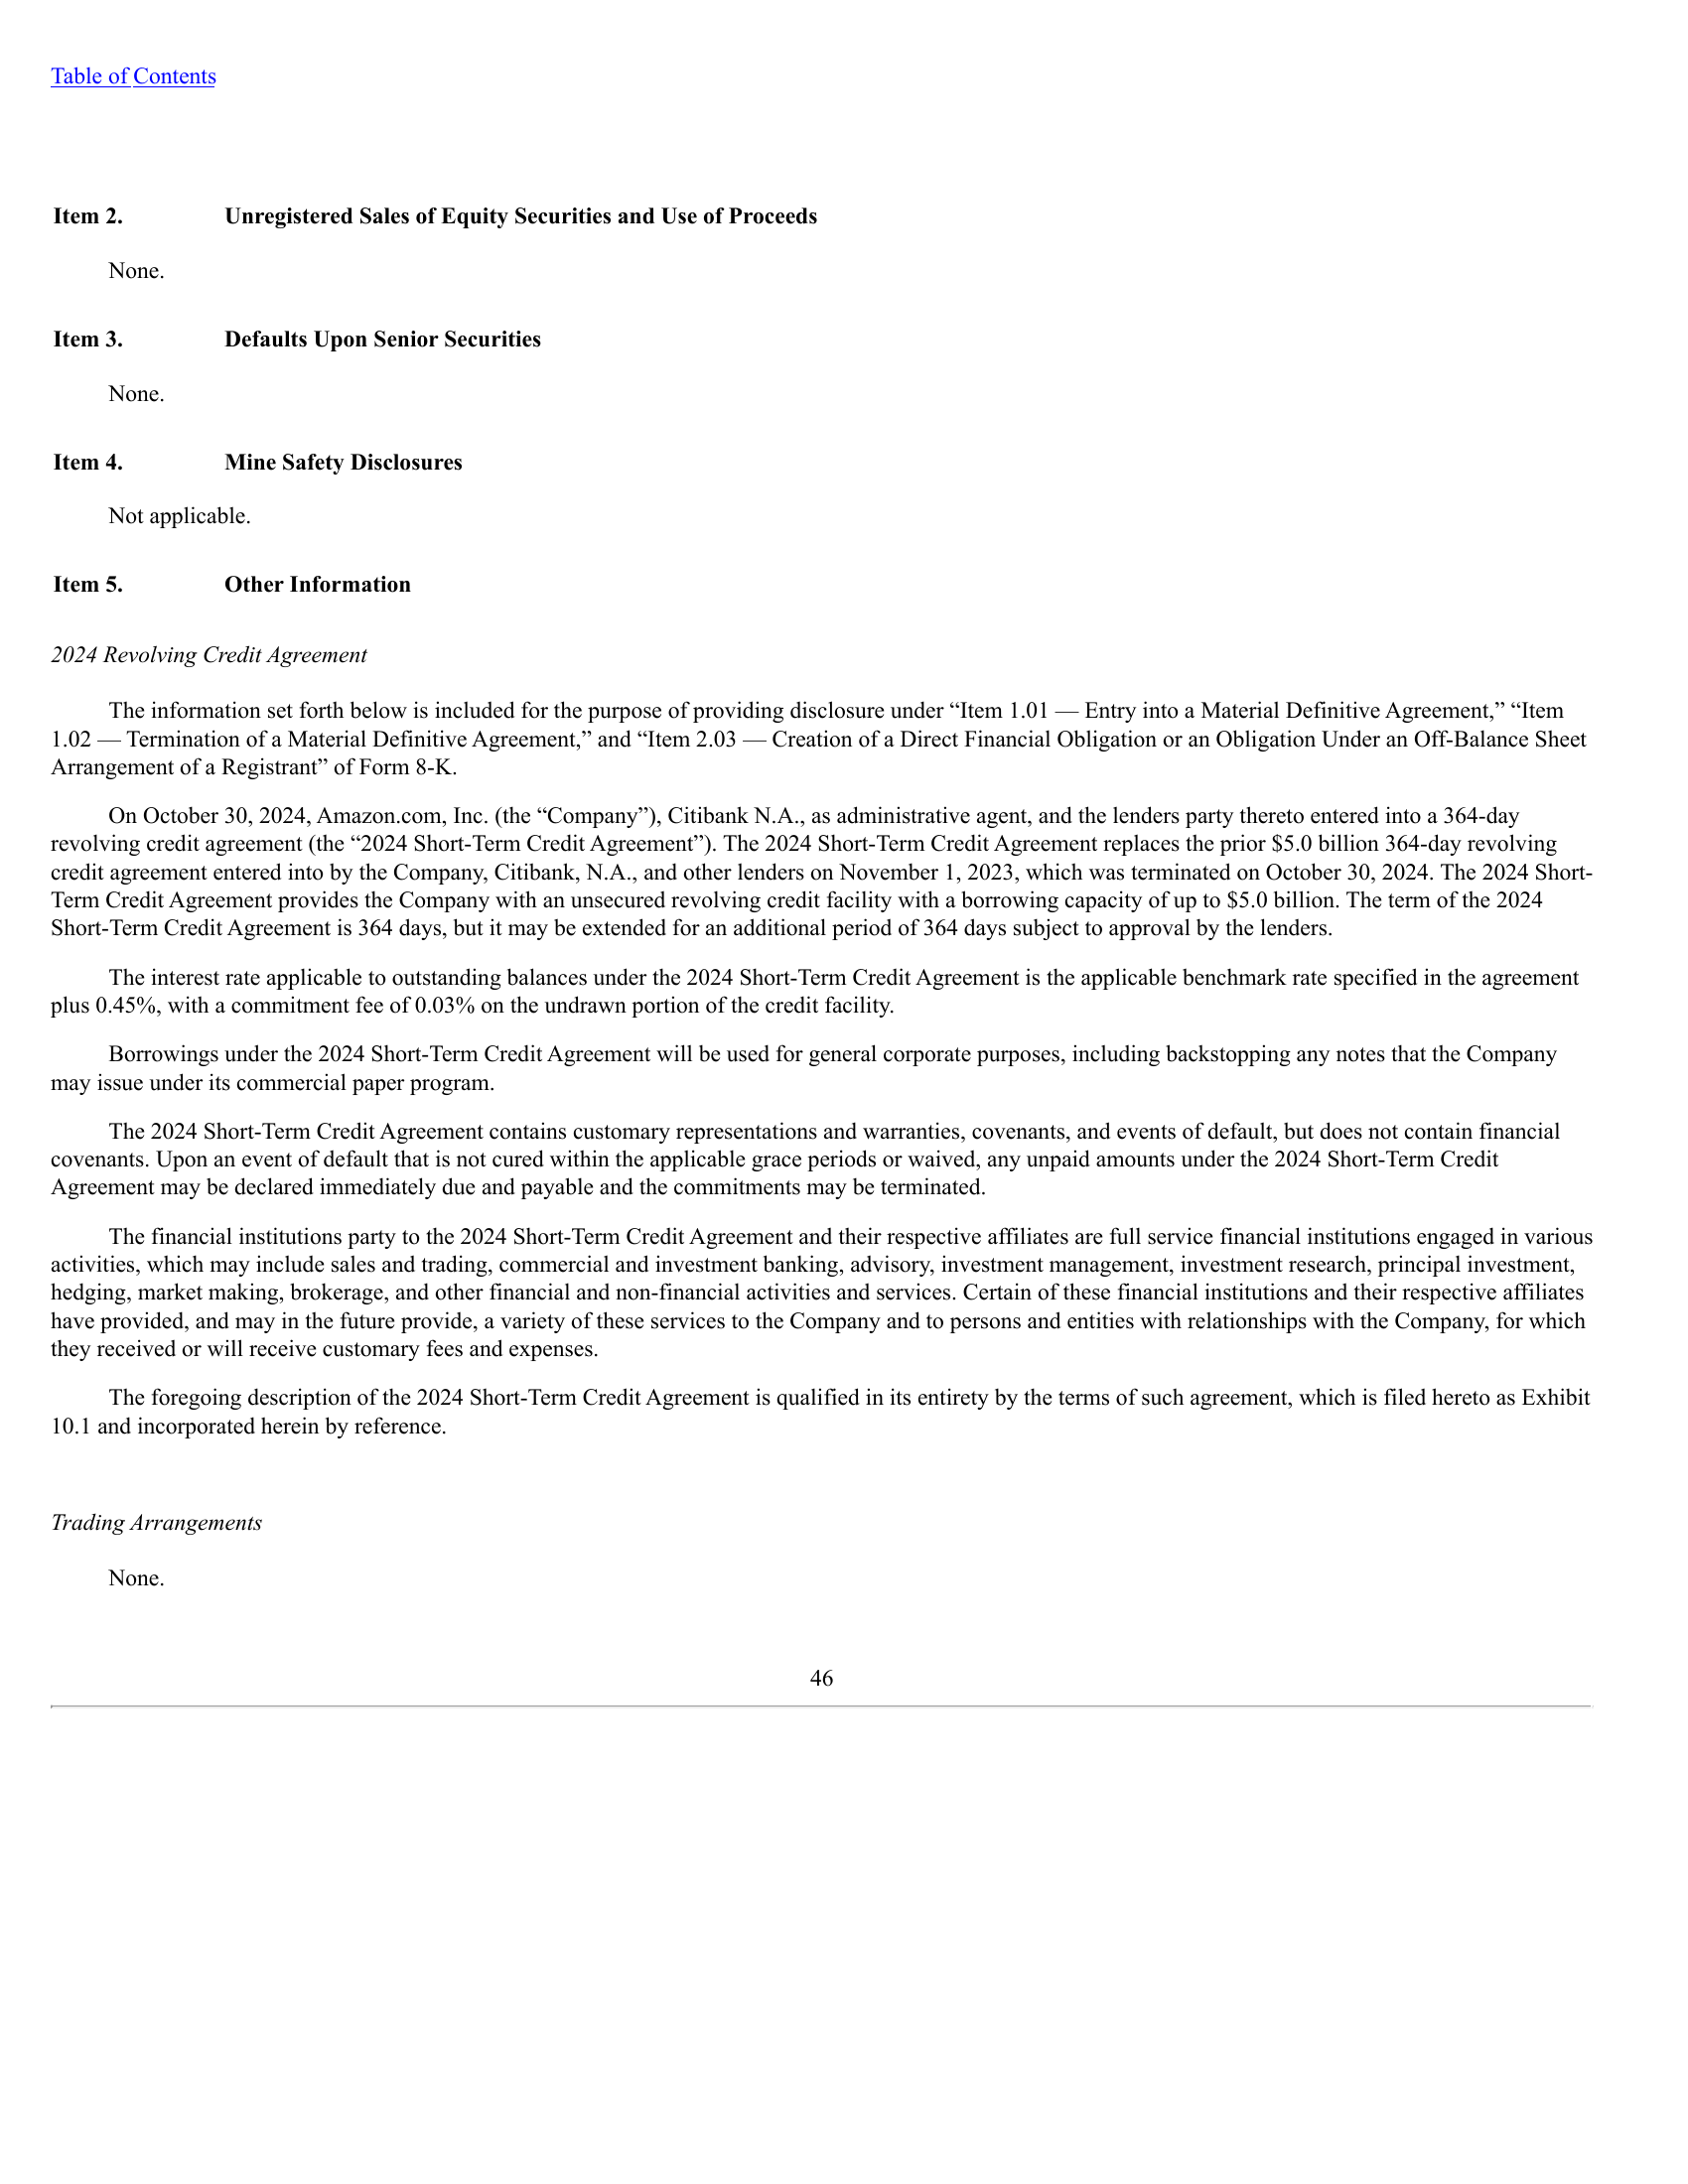 Table of Contents
Item 2. Unregistered Sales of Equity Securities and Use of Proceeds
None.
Item 3. Defaults Upon Senior Securities
None.
Item 4. Mine Safety Disclosures
Not applicable.
Item 5. Other Information
2024 Revolving Credit Agreement
The information set forth below is included for the purpose of providing disclosure under “Item 1.01 — Entry into a Material Definitive Agreement,” “Item
1.02 — Termination of a Material Definitive Agreement,” and “Item 2.03 — Creation of a Direct Financial Obligation or an Obligation Under an Off-Balance Sheet
Arrangement of a Registrant” of Form 8-K.
On October 30, 2024, Amazon.com, Inc. (the “Company”), Citibank N.A., as administrative agent, and the lenders party thereto entered into a 364-day
revolving credit agreement (the “2024 Short-Term Credit Agreement”). The 2024 Short-Term Credit Agreement replaces the prior $5.0 billion 364-day revolving
credit agreement entered into by the Company, Citibank, N.A., and other lenders on November 1, 2023, which was terminated on October 30, 2024. The 2024 Short-
Term Credit Agreement provides the Company with an unsecured revolving credit facility with a borrowing capacity of up to $5.0 billion. The term of the 2024
Short-Term Credit Agreement is 364 days, but it may be extended for an additional period of 364 days subject to approval by the lenders.
The interest rate applicable to outstanding balances under the 2024 Short-Term Credit Agreement is the applicable benchmark rate specified in the agreement
plus 0.45%, with a commitment fee of 0.03% on the undrawn portion of the credit facility.
Borrowings under the 2024 Short-Term Credit Agreement will be used for general corporate purposes, including backstopping any notes that the Company
may issue under its commercial paper program.
The 2024 Short-Term Credit Agreement contains customary representations and warranties, covenants, and events of default, but does not contain financial
covenants. Upon an event of default that is not cured within the applicable grace periods or waived, any unpaid amounts under the 2024 Short-Term Credit
Agreement may be declared immediately due and payable and the commitments may be terminated.
The financial institutions party to the 2024 Short-Term Credit Agreement and their respective affiliates are full service financial institutions engaged in various
activities, which may include sales and trading, commercial and investment banking, advisory, investment management, investment research, principal investment,
hedging, market making, brokerage, and other financial and non-financial activities and services. Certain of these financial institutions and their respective affiliates
have provided, and may in the future provide, a variety of these services to the Company and to persons and entities with relationships with the Company, for which
they received or will receive customary fees and expenses.
The foregoing description of the 2024 Short-Term Credit Agreement is qualified in its entirety by the terms of such agreement, which is filed hereto as Exhibit
10.1 and incorporated herein by reference.
Trading Arrangements
None.
46